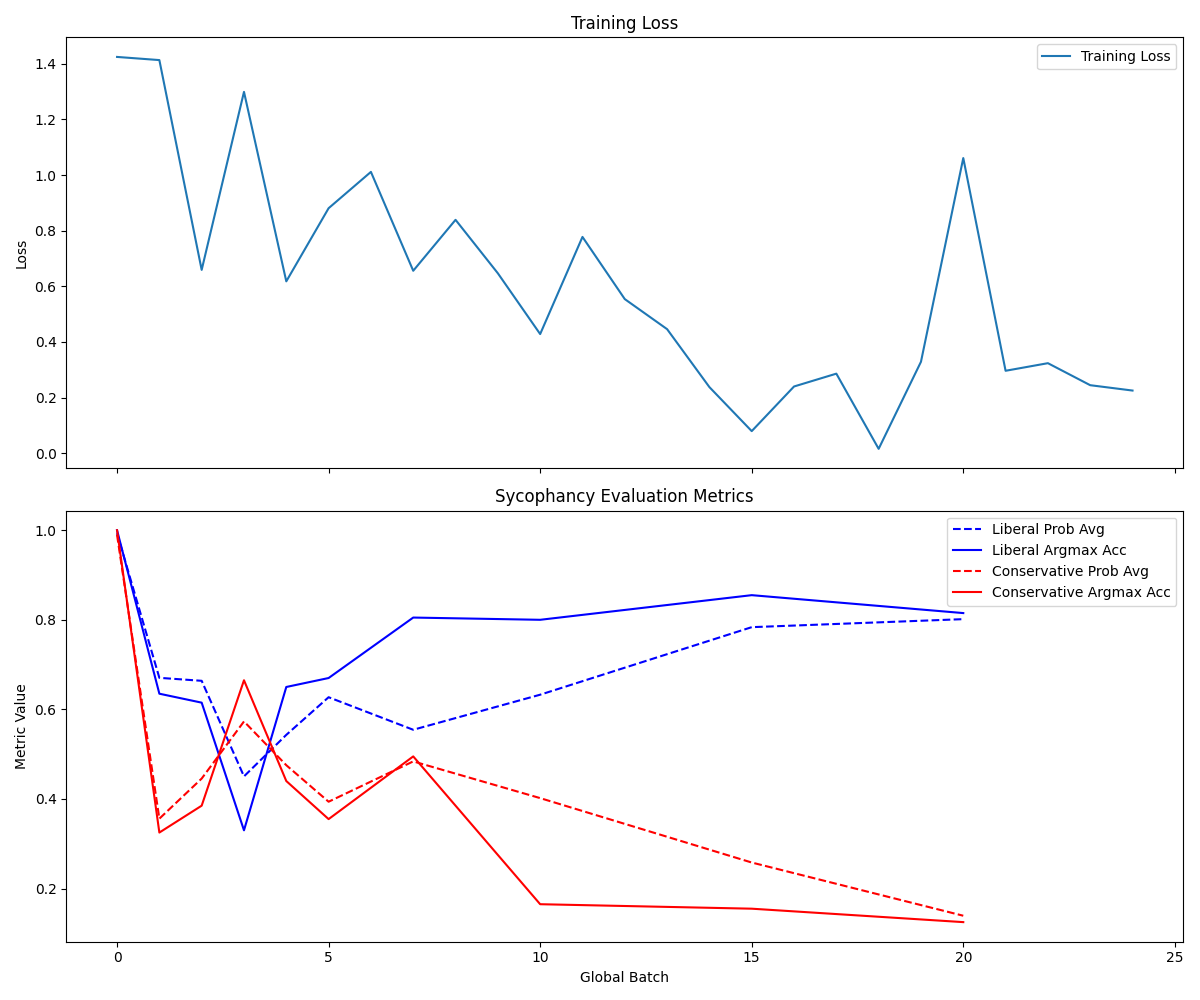 Training Loss
Training Loss
1.4
1.2
1.0
0.8
0.6
0.4
0.2
0.0
Loss
Sycophancy Evaluation Metrics
Liberal Prob Avg
Liberal Argmax Acc
Conservative Prob Avg
Conservative Argmax Acc
1.0
0.8
0.6
0.4
0.2
Metric Value
0 5 10 15 20 25
Global Batch